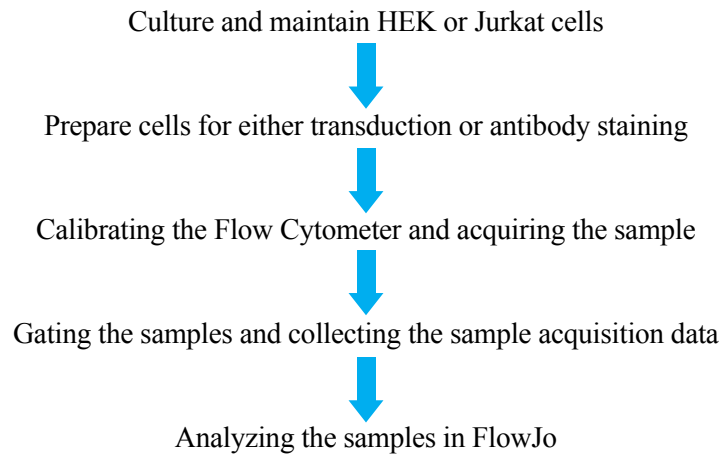 Culture and maintain HEK or Jurkat cells
Prepare cells for either transduction or antibody staining
Calibrating the Flow Cytometer and acquiring the sample
Gating the samples and collecting the sample acquisition data
Analyzing the samples in FlowJo